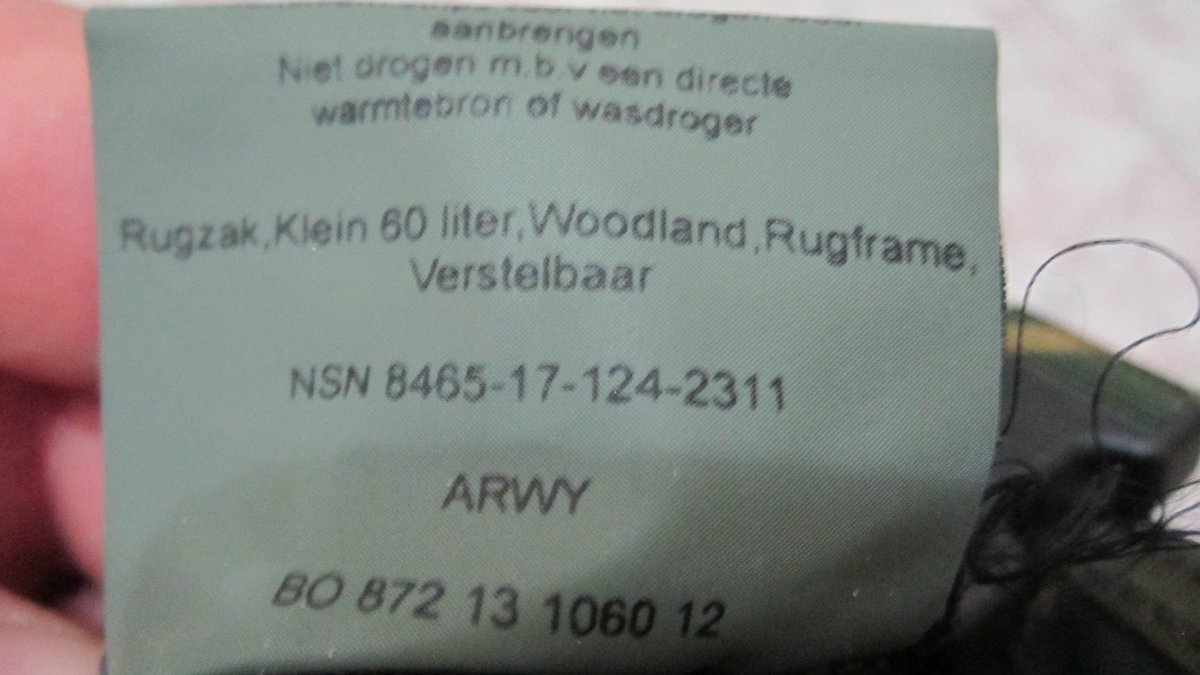 aanbrengen
Niet drogen m.b.v een directe
warmtebron of wasdroger
Rugzak,Klein 60 liter,Woodland,Rugframe,
Verstelbaar
NSN 8465-17-124-2311
ARWY
BO 872 13 1060 12